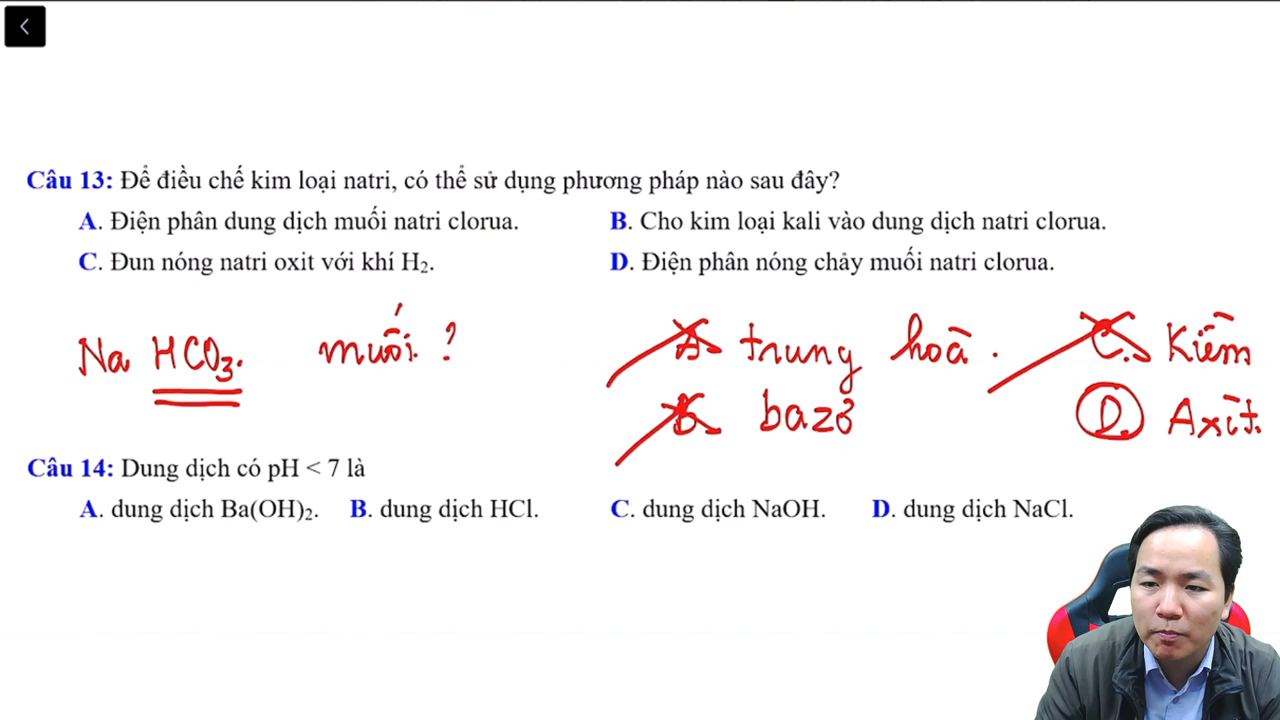 Câu 13: Để điều chế kim loại natri, có thể sử dụng phương pháp nào sau đây?
A. Điện phân dung dịch muối natri clorua. B. Cho kim loại kali vào dung dịch natri clorua.
C. Đun nóng natri oxit với khí H₂. D. Điện phân nóng chảy muối natri clorua.
Na HCO₃. muối ? A. trung hoà. C. Kiềm
B. bazơ D. Axit.
Câu 14: Dung dịch có pH < 7 là
A. dung dịch Ba(OH)₂. B. dung dịch HCl. C. dung dịch NaOH. D. dung dịch NaCl.